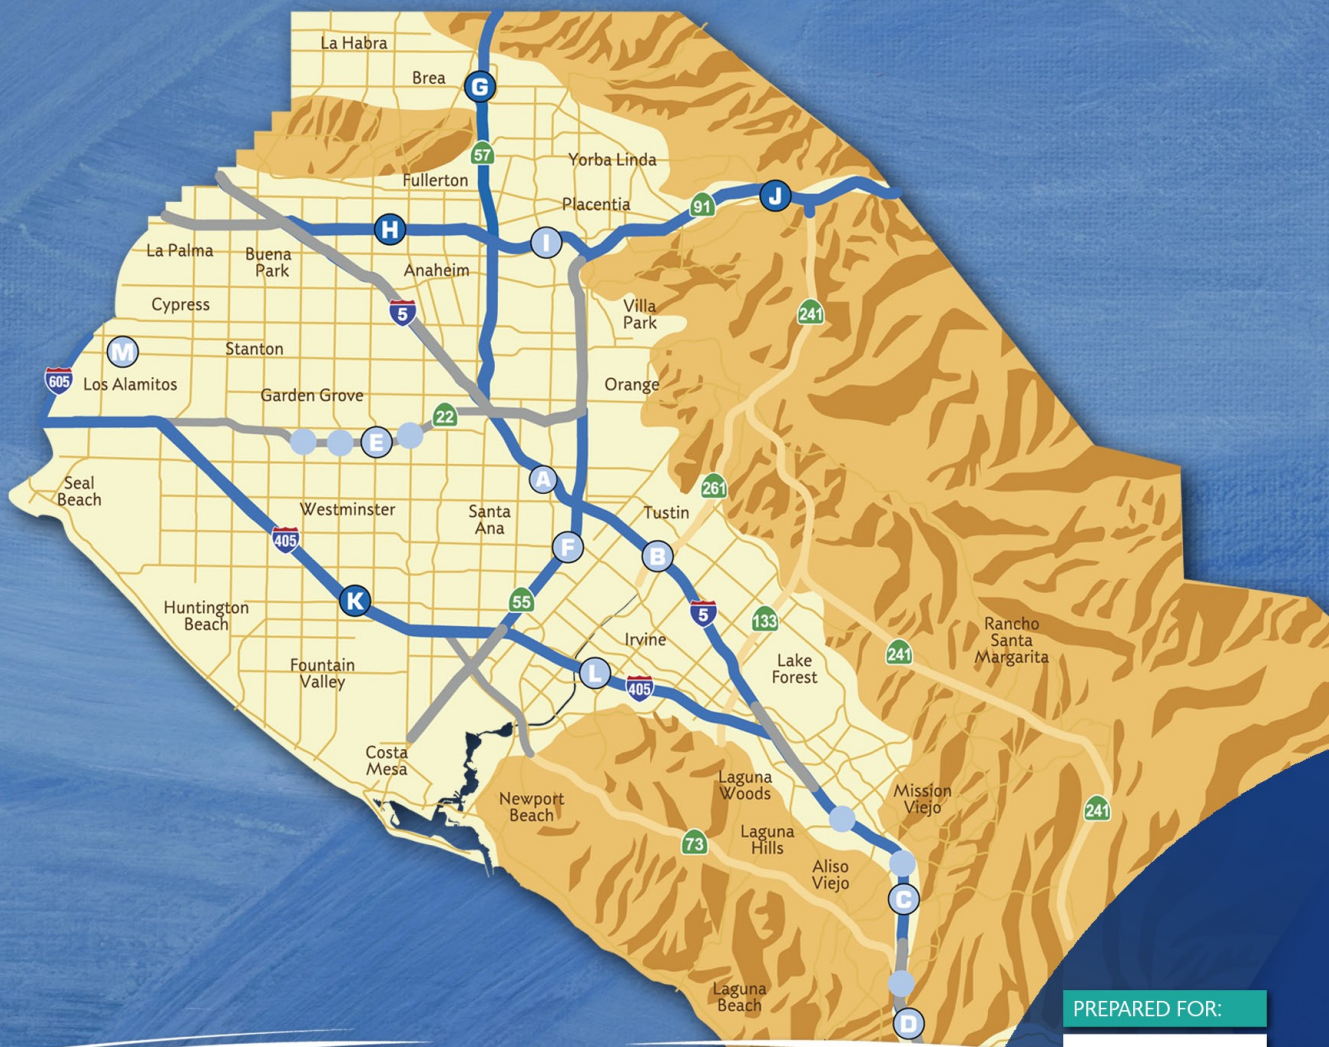 La Habra
Brea
G
57
Yorba Linda
Fullerton
Placentia
91
J
H
I
La Palma
Buena
Park
Anaheim
Cypress
5
Villa
Park
241
M
Stanton
605
Los Alamitos
Garden Grove
Orange
22
E
A
Seal
Beach
261
Westminster
Santa
Ana
Tustin
405
F
B
K
55
5
133
Huntington
Beach
Irvine
Rancho
Santa
Margarita
241
Fountain
Valley
Lake
Forest
L
405
Costa
Mesa
Laguna
Woods
Mission
Viejo
Newport
Beach
241
73
Laguna
Hills
Aliso
Viejo
C
Laguna
Beach
D
PREPARED FOR: